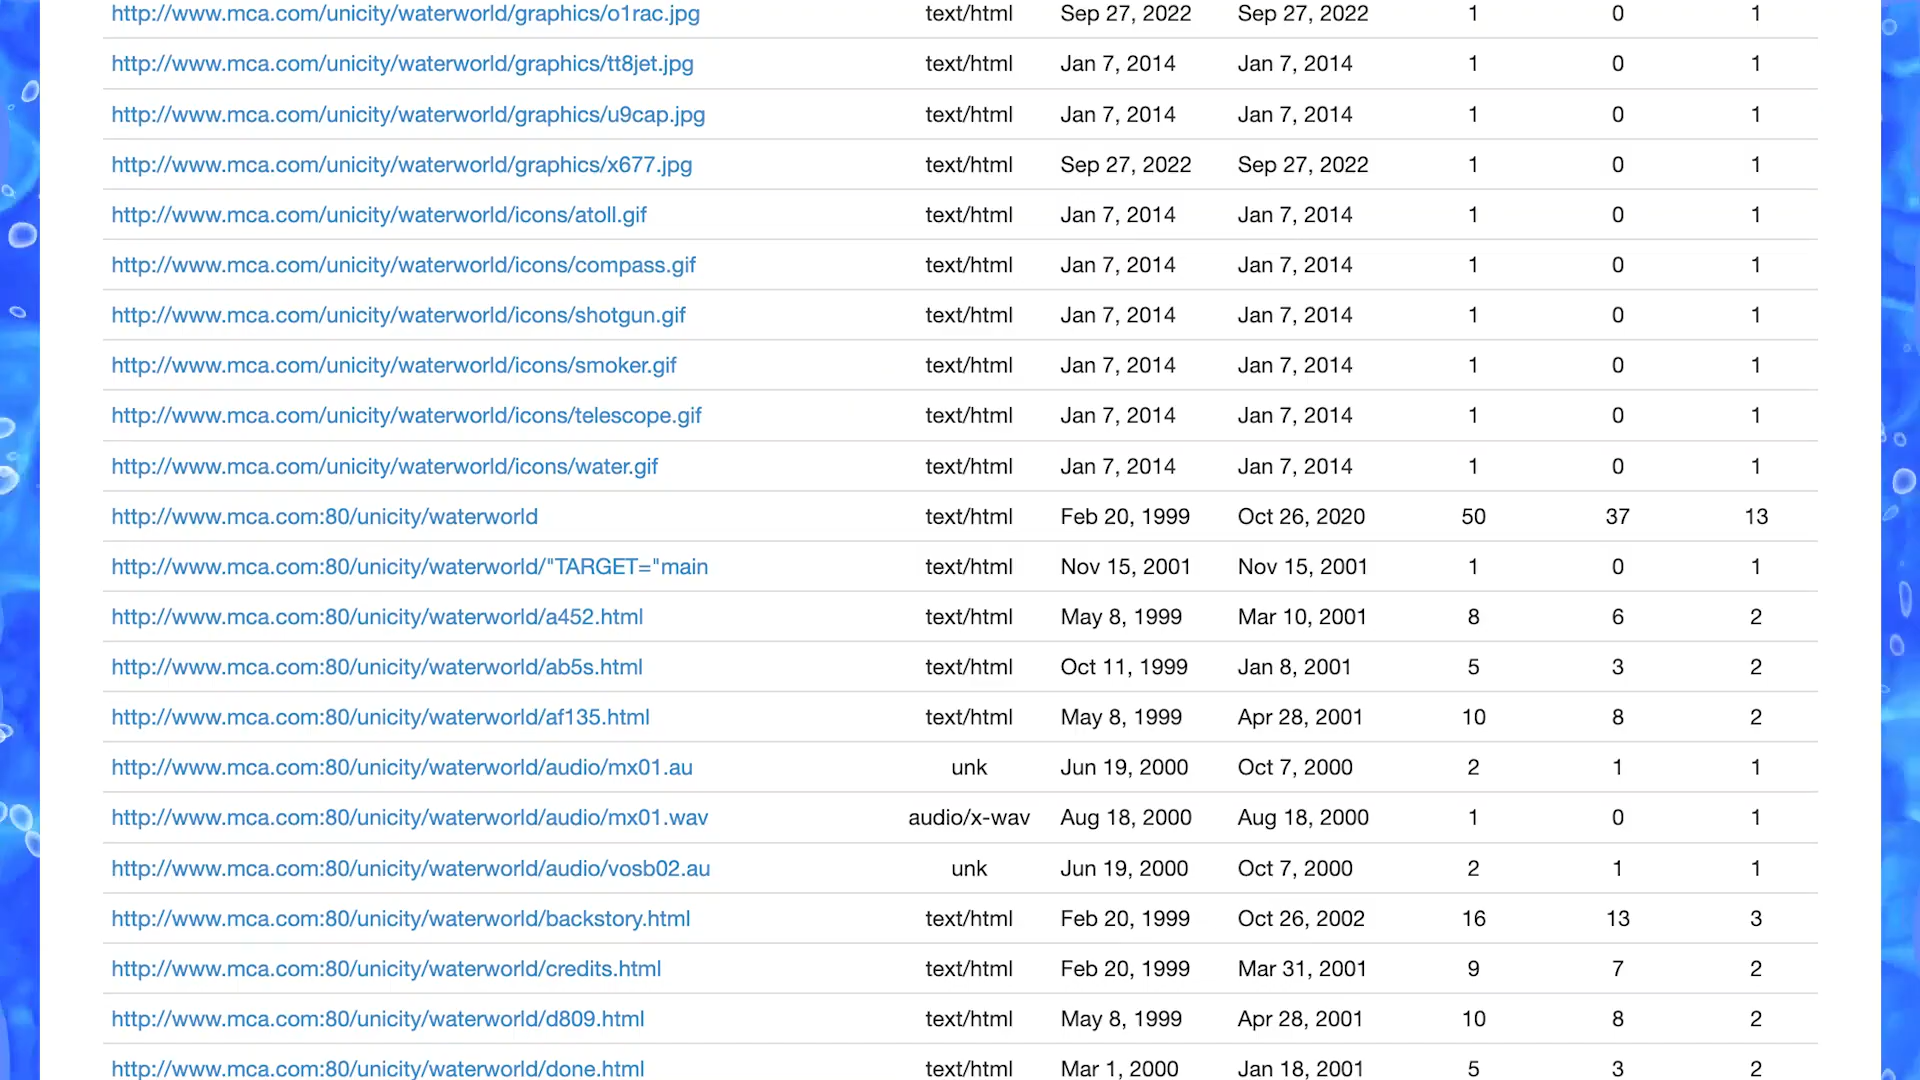 http://www.mca.com/unicity/waterworld/graphics/o1rac.jpg text/html Sep 27, 2022 Sep 27, 2022 1 0 1
http://www.mca.com/unicity/waterworld/graphics/tt8jet.jpg text/html Jan 7, 2014 Jan 7, 2014 1 0 1
http://www.mca.com/unicity/waterworld/graphics/u9cap.jpg text/html Jan 7, 2014 Jan 7, 2014 1 0 1
http://www.mca.com/unicity/waterworld/graphics/x677.jpg text/html Sep 27, 2022 Sep 27, 2022 1 0 1
http://www.mca.com/unicity/waterworld/icons/atoll.gif text/html Jan 7, 2014 Jan 7, 2014 1 0 1
http://www.mca.com/unicity/waterworld/icons/compass.gif text/html Jan 7, 2014 Jan 7, 2014 1 0 1
http://www.mca.com/unicity/waterworld/icons/shotgun.gif text/html Jan 7, 2014 Jan 7, 2014 1 0 1
http://www.mca.com/unicity/waterworld/icons/smoker.gif text/html Jan 7, 2014 Jan 7, 2014 1 0 1
http://www.mca.com/unicity/waterworld/icons/telescope.gif text/html Jan 7, 2014 Jan 7, 2014 1 0 1
http://www.mca.com/unicity/waterworld/icons/water.gif text/html Jan 7, 2014 Jan 7, 2014 1 0 1
http://www.mca.com:80/unicity/waterworld text/html Feb 20, 1999 Oct 26, 2020 50 37 13
http://www.mca.com:80/unicity/waterworld/"TARGET="main text/html Nov 15, 2001 Nov 15, 2001 1 0 1
http://www.mca.com:80/unicity/waterworld/a452.html text/html May 8, 1999 Mar 10, 2001 8 6 2
http://www.mca.com:80/unicity/waterworld/ab5s.html text/html Oct 11, 1999 Jan 8, 2001 5 3 2
http://www.mca.com:80/unicity/waterworld/af135.html text/html May 8, 1999 Apr 28, 2001 10 8 2
http://www.mca.com:80/unicity/waterworld/audio/mx01.au unk Jun 19, 2000 Oct 7, 2000 2 1 1
http://www.mca.com:80/unicity/waterworld/audio/mx01.wav audio/x-wav Aug 18, 2000 Aug 18, 2000 1 0 1
http://www.mca.com:80/unicity/waterworld/audio/vosb02.au unk Jun 19, 2000 Oct 7, 2000 2 1 1
http://www.mca.com:80/unicity/waterworld/backstory.html text/html Feb 20, 1999 Oct 26, 2002 16 13 3
http://www.mca.com:80/unicity/waterworld/credits.html text/html Feb 20, 1999 Mar 31, 2001 9 7 2
http://www.mca.com:80/unicity/waterworld/d809.html text/html May 8, 1999 Apr 28, 2001 10 8 2
http://www.mca.com:80/unicity/waterworld/done.html text/html Mar 1, 2000 Jan 18, 2001 5 3 2